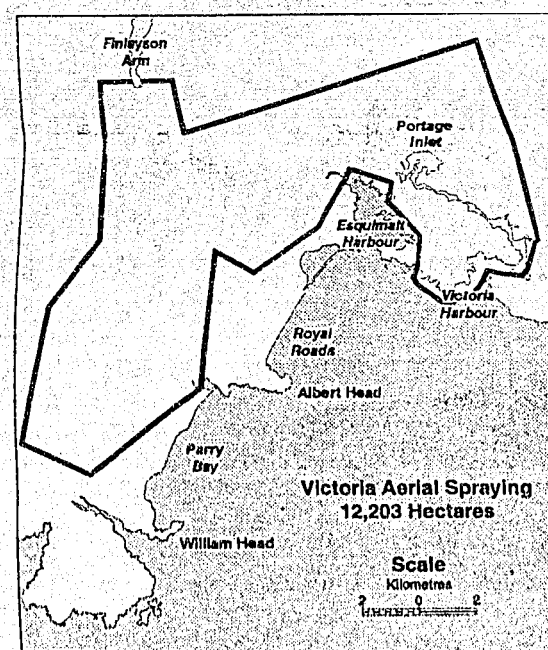 Finlayson
Arm
Portage
Inlet
Esquimalt
Harbour
Victoria
Harbour
Royal
Roads
Albert Head
Parry
Bay
Victoria Aerial Spraying
12,203 Hectares
William Head
Scale
Kilometres
2 0 2